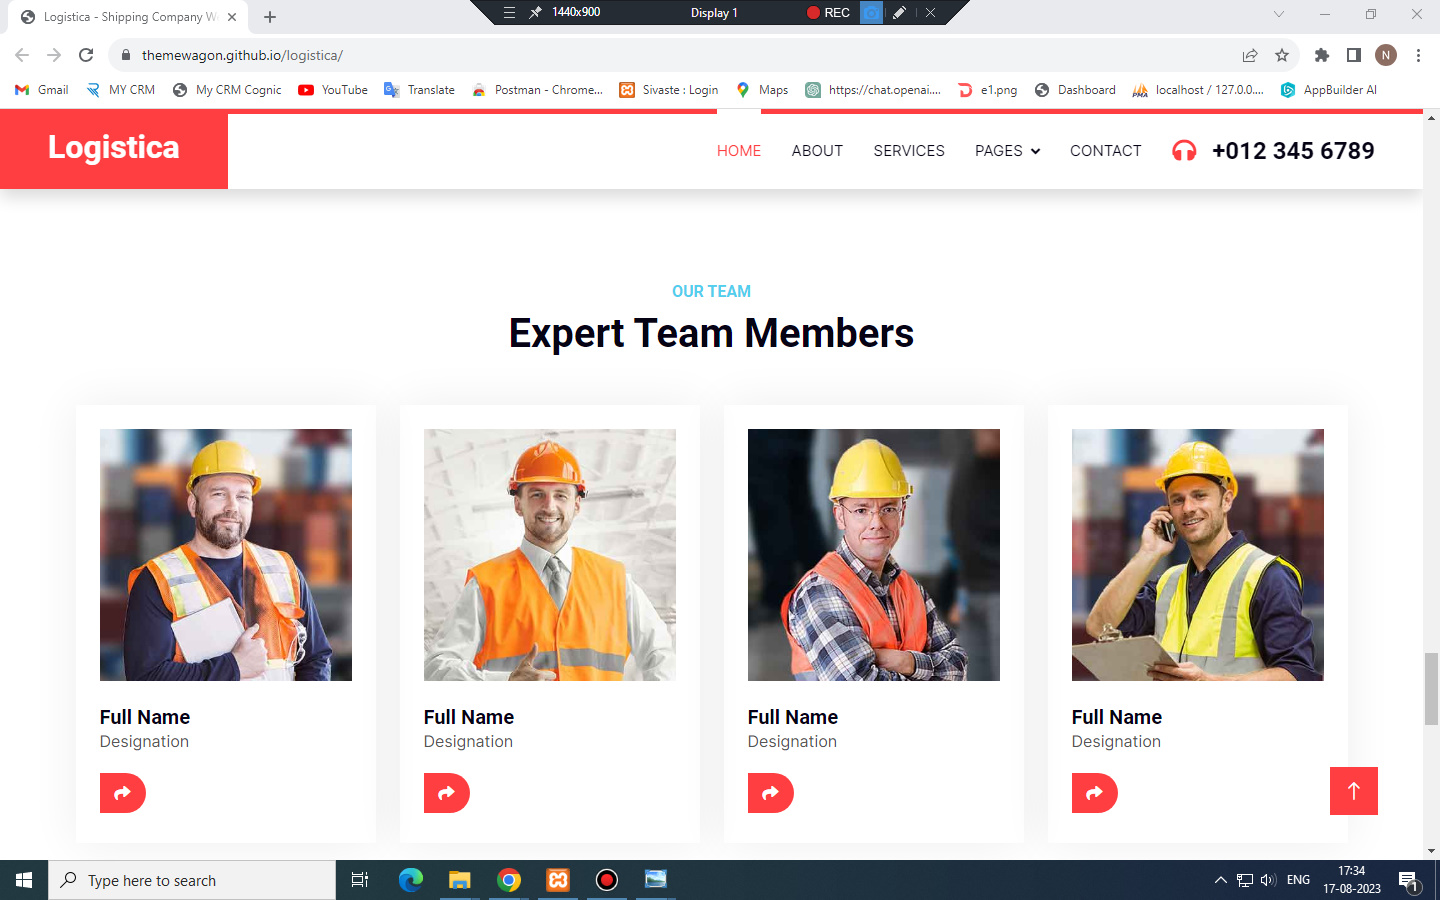 Logistica - Shipping Company W
1440x900
Display 1
REC
themewagon.github.io/logistica/
N
Gmail
MY CRM
My CRM Cognic
YouTube
Translate
Postman - Chrome...
Sivaste : Login
Maps
https://chat.openai....
e1.png
Dashboard
PMA
localhost / 127.0.0....
AppBuilder AI
Logistica
HOME
ABOUT
SERVICES
PAGES
CONTACT
+012 345 6789
OUR TEAM
Expert Team Members
Full Name
Designation
Full Name
Designation
Full Name
Designation
Full Name
Designation
Type here to search
ENG
17:34
17-08-2023
1